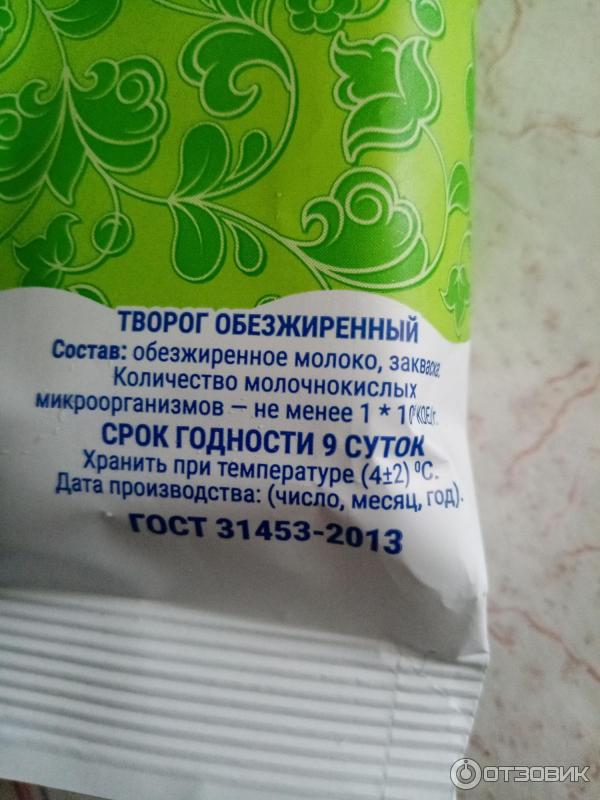 ТВОРОГ ОБЕЗЖИРЕННЫЙ
Состав: обезжиренное молоко, закваска.
Количество молочнокислых
микроорганизмов — не менее 1 * 10 КОЕ/г.
СРОК ГОДНОСТИ 9 СУТОК
Хранить при температуре (4±2) ⁰С.
Дата производства: (число, месяц, год).
ГОСТ 31453-2013
ОТЗОВИК